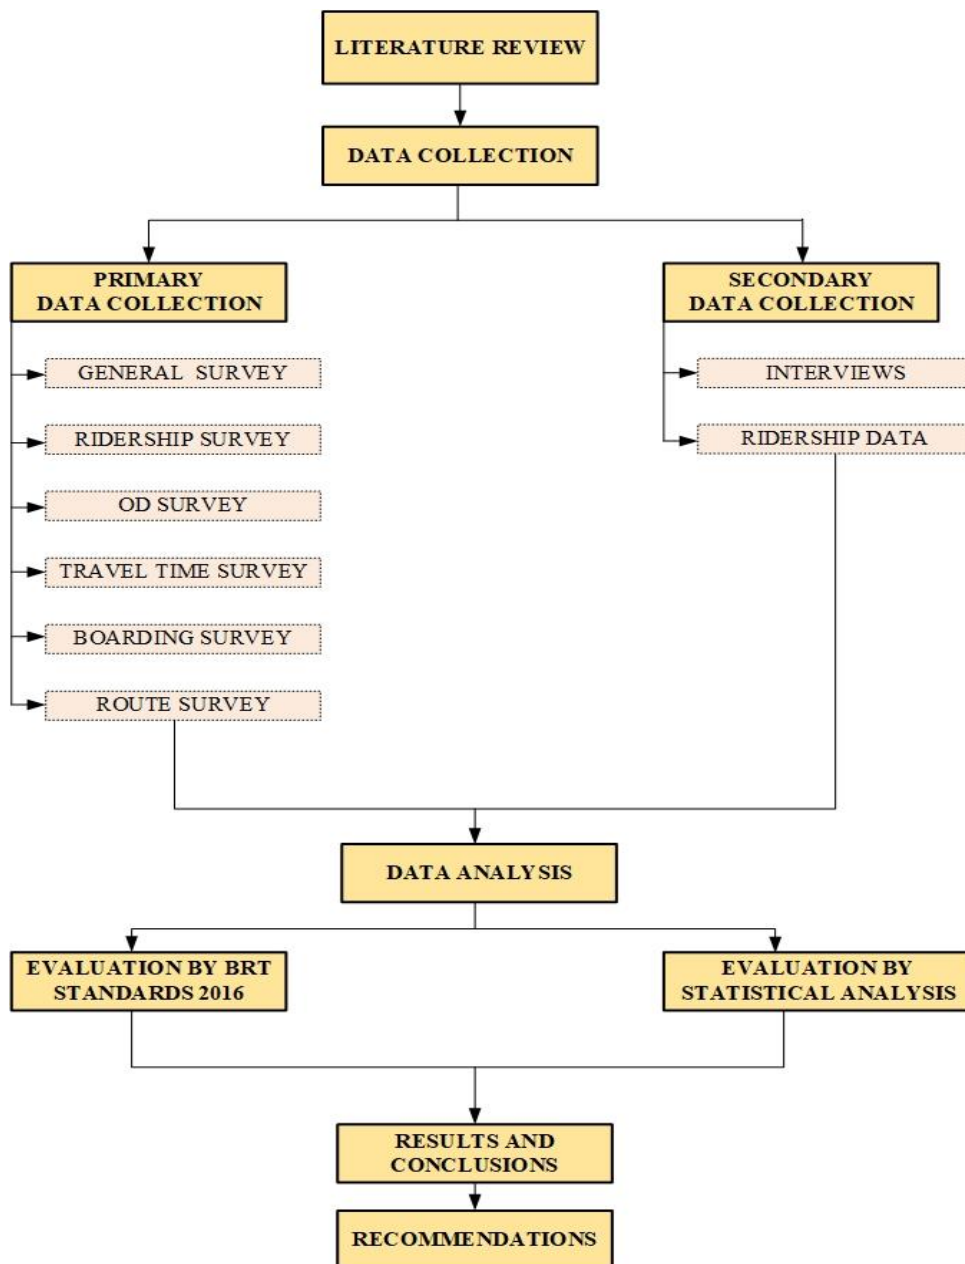 LITERATURE REVIEW
DATA COLLECTION
PRIMARY
DATA COLLECTION
SECONDARY
DATA COLLECTION
GENERAL SURVEY
RIDERSHIP SURVEY
OD SURVEY
TRAVEL TIME SURVEY
BOARDING SURVEY
ROUTE SURVEY
INTERVIEWS
RIDERSHIP DATA
DATA ANALYSIS
EVALUATION BY BRT
STANDARDS 2016
EVALUATION BY
STATISTICAL ANALYSIS
RESULTS AND
CONCLUSIONS
RECOMMENDATIONS